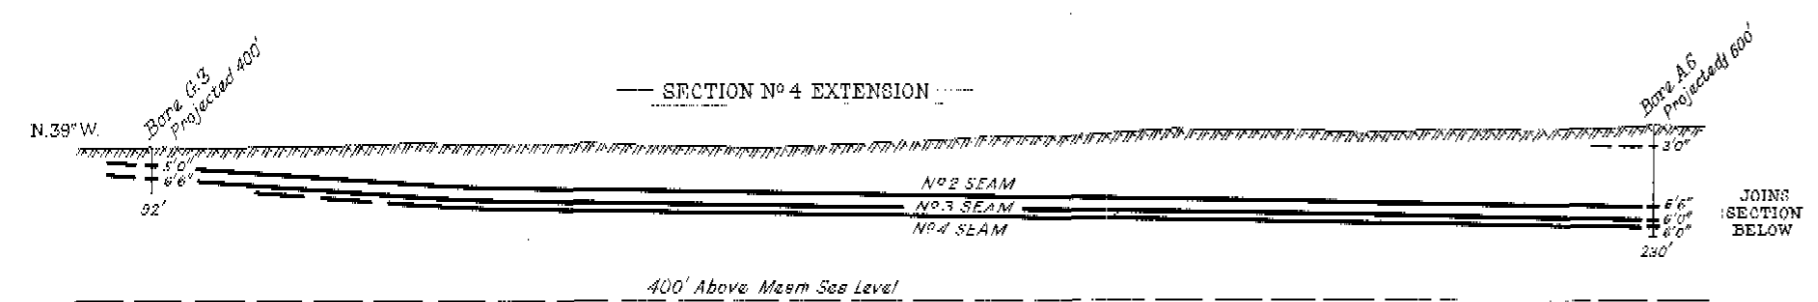 SECTION Nº 4 EXTENSION
Bore G.3
Projected 400'
Bore A.6
Projected 600'
N.39°W.
5'0"
6'6"
92'
3'0"
Nº 2 SEAM
Nº 3 SEAM
Nº 4 SEAM
6'6"
6'0"
6'0"
230'
JOINS
SECTION
BELOW
400' Above Mean Sea Level